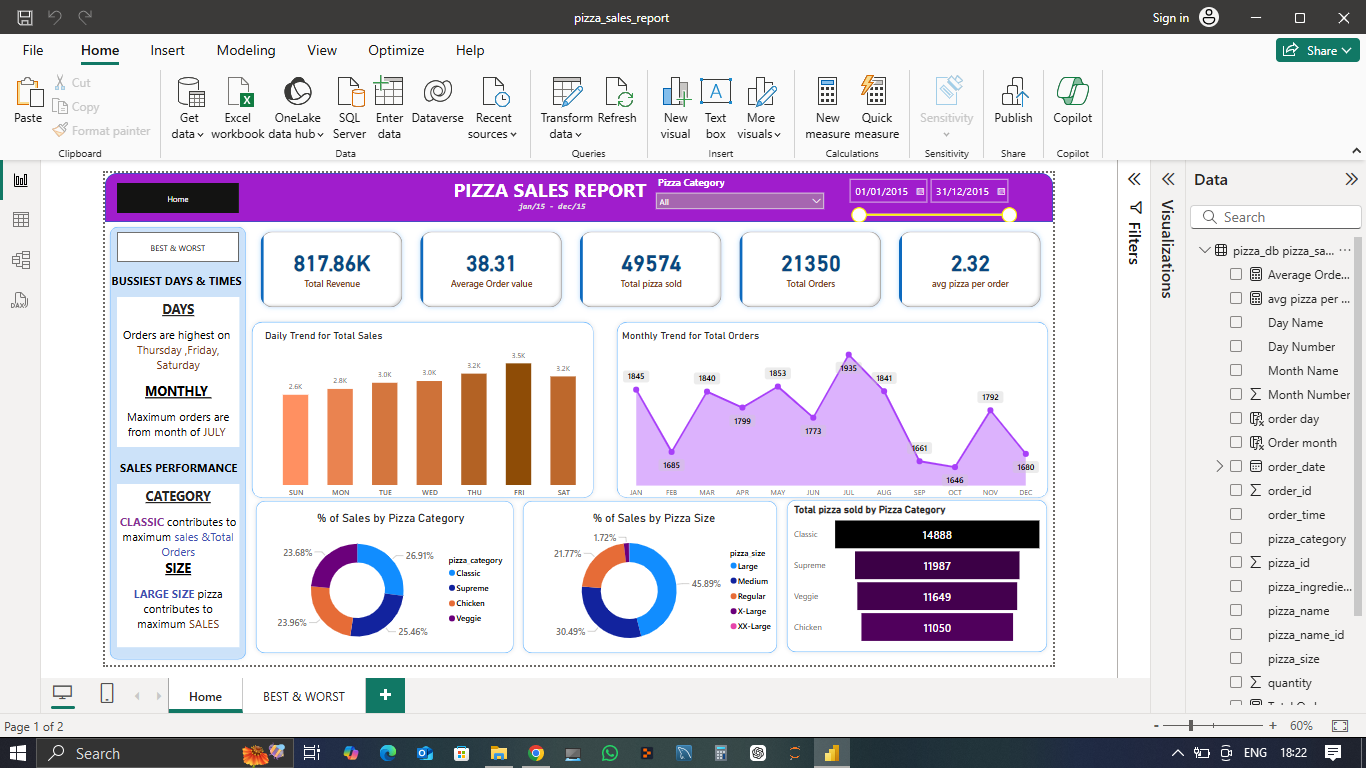 pizza_sales_report
Sign in
File
Home
Insert
Modeling
View
Optimize
Help
Share
Paste
Cut
Copy
Format painter
Clipboard
Get data
Excel workbook
OneLake data hub
SQL Server
Enter data
Dataverse
Recent sources
Data
Transform data
Refresh
Queries
New visual
Text box
A
More visuals
Insert
New measure
Quick measure
Calculations
Sensitivity
Sensitivity
Publish
Share
Copilot
Copilot
Home
PIZZA SALES REPORT
jan/15 - dec/15
Pizza Category
All
01/01/2015
31/12/2015
BEST & WORST
BUSSIEST DAYS & TIMES
DAYS
Orders are highest on
Thursday ,Friday,
Saturday
MONTHLY
Maximum orders are
from month of JULY
SALES PERFORMANCE
CATEGORY
CLASSIC contributes to
maximum sales &Total
Orders
SIZE
LARGE SIZE pizza
contributes to
maximum SALES
817.86K
Total Revenue
38.31
Average Order value
49574
Total pizza sold
21350
Total Orders
2.32
avg pizza per order
Daily Trend for Total Sales
2.6K
2.8K
3.0K
3.0K
3.2K
3.5K
3.2K
SUN
MON
TUE
WED
THU
FRI
SAT
Monthly Trend for Total Orders
1845
1685
1840
1799
1853
1773
1935
1841
1661
1646
1792
1680
JAN
FEB
MAR
APR
MAY
JUN
JUL
AUG
SEP
OCT
NOV
DEC
% of Sales by Pizza Category
23.68%
26.91%
23.96%
25.46%
pizza_category
Classic
Supreme
Chicken
Veggie
% of Sales by Pizza Size
1.72%
21.77%
45.89%
30.49%
pizza_size
Large
Medium
Regular
X-Large
XX-Large
Total pizza sold by Pizza Category
Classic
14888
Supreme
11987
Veggie
11649
Chicken
11050
Filters
Visualizations
Data
Search
pizza_db pizza_sa...
Average Orde...
avg pizza per ...
Day Name
Day Number
Month Name
Month Number
order day
Order month
order_date
order_id
order_time
pizza_category
pizza_id
pizza_ingredie...
pizza_name
pizza_name_id
pizza_size
quantity
Home
BEST & WORST
Page 1 of 2
60%
Search
ENG
18:22